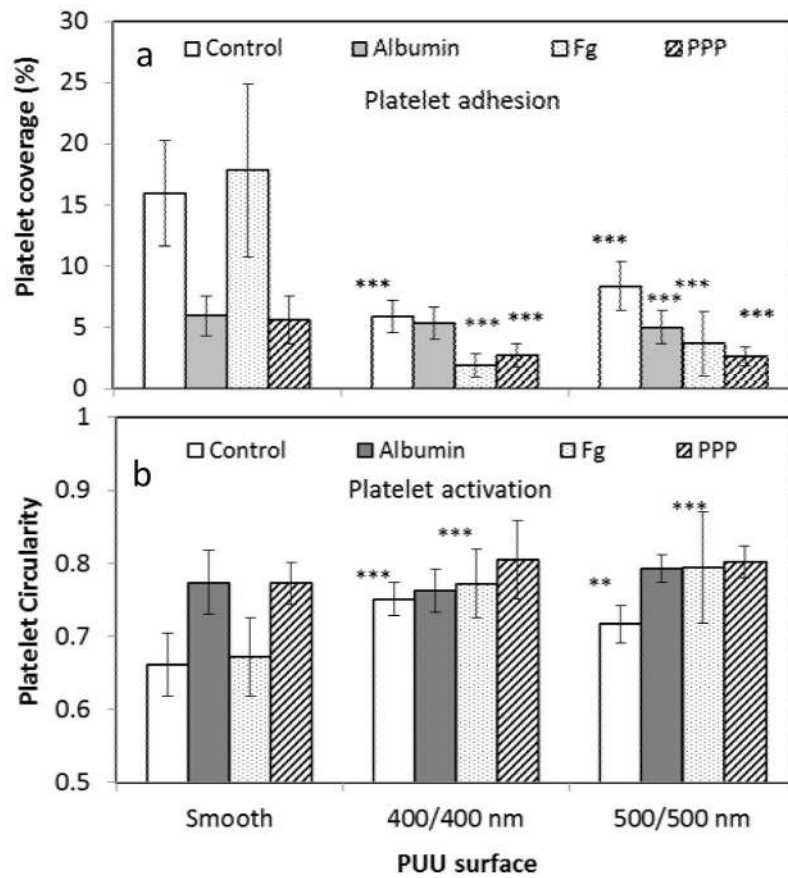 30
25
20
15
10
5
0
Platelet coverage (%)
a
Control Albumin Fg PPP
Platelet adhesion
*** *** *** *** *** *** ***
1
0.9
0.8
0.7
0.6
0.5
Platelet Circularity
b
Control Albumin Fg PPP
Platelet activation
*** *** ** ***
Smooth 400/400 nm 500/500 nm
PUU surface